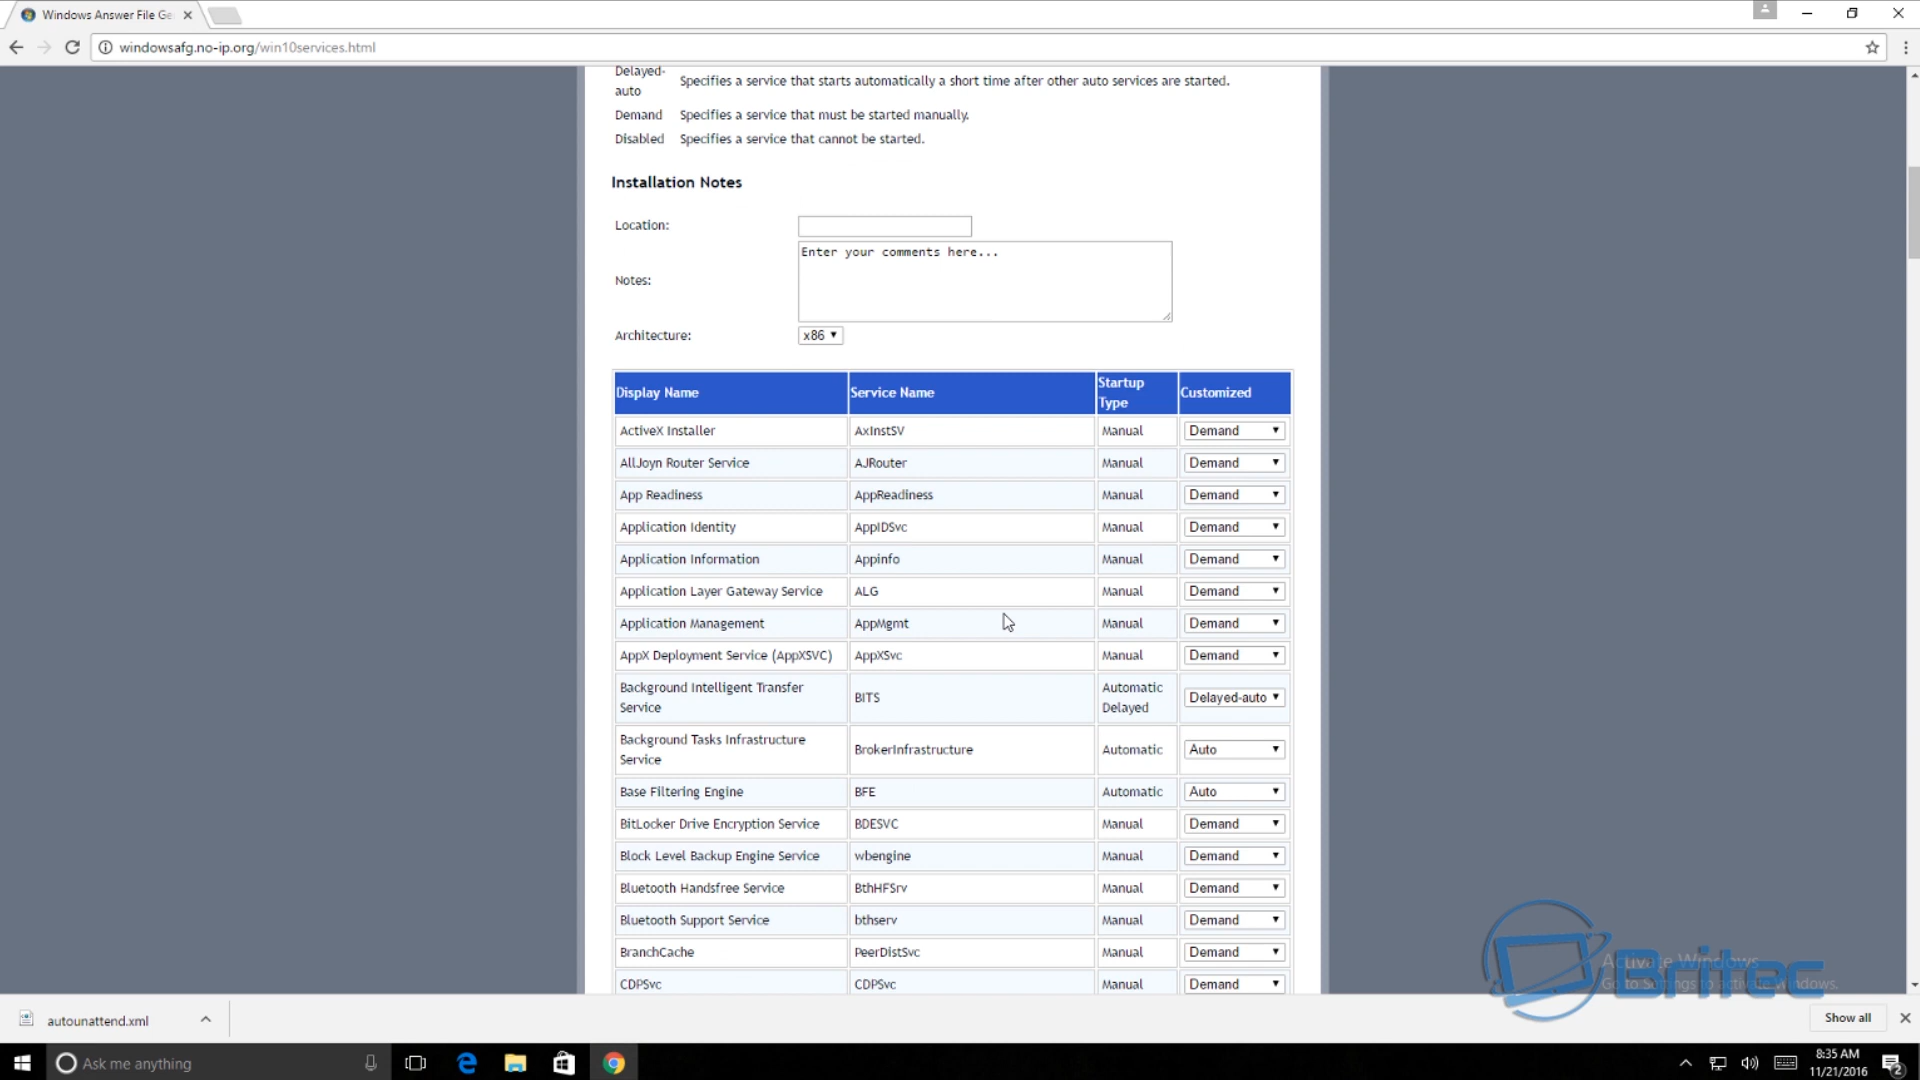 Windows Answer File Ge
windowsafg.no-ip.org/win10services.html
Delayed-
auto
Specifies a service that starts automatically a short time after other auto services are started.
Demand Specifies a service that must be started manually.
Disabled Specifies a service that cannot be started.
Installation Notes
Location:
Enter your comments here...
Notes:
Architecture: x86
Display Name Service Name Startup Type Customized
ActiveX Installer AxInstSV Manual Demand
AllJoyn Router Service AJRouter Manual Demand
App Readiness AppReadiness Manual Demand
Application Identity AppIDSvc Manual Demand
Application Information Appinfo Manual Demand
Application Layer Gateway Service ALG Manual Demand
Application Management AppMgmt Manual Demand
AppX Deployment Service (AppXSVC) AppXSvc Manual Demand
Background Intelligent Transfer Service BITS Automatic Delayed Delayed-auto
Background Tasks Infrastructure Service BrokerInfrastructure Automatic Auto
Base Filtering Engine BFE Automatic Auto
BitLocker Drive Encryption Service BDESVC Manual Demand
Block Level Backup Engine Service wbengine Manual Demand
Bluetooth Handsfree Service BthHFSrv Manual Demand
Bluetooth Support Service bthserv Manual Demand
BranchCache PeerDistSvc Manual Demand
CDPSvc CDPSvc Manual Demand
Activate Windows
Go to Settings to activate Windows.
Britec
autounattend.xml
Show all
Ask me anything
8:35 AM
11/21/2016
2